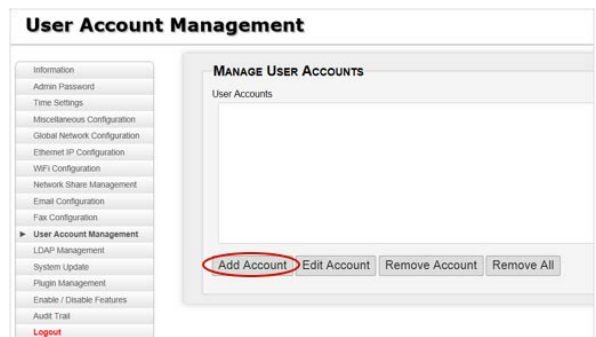 User Account Management
Information
Admin Password
Time Settings
Miscellaneous Configuration
Global Network Configuration
Ethernet IP Configuration
WiFi Configuration
Network Share Management
Email Configuration
Fax Configuration
User Account Management
LDAP Management
System Update
Plugin Management
Enable / Disable Features
Audit Trail
Logout
MANAGE USER ACCOUNTS
User Accounts
Add Account Edit Account Remove Account Remove All